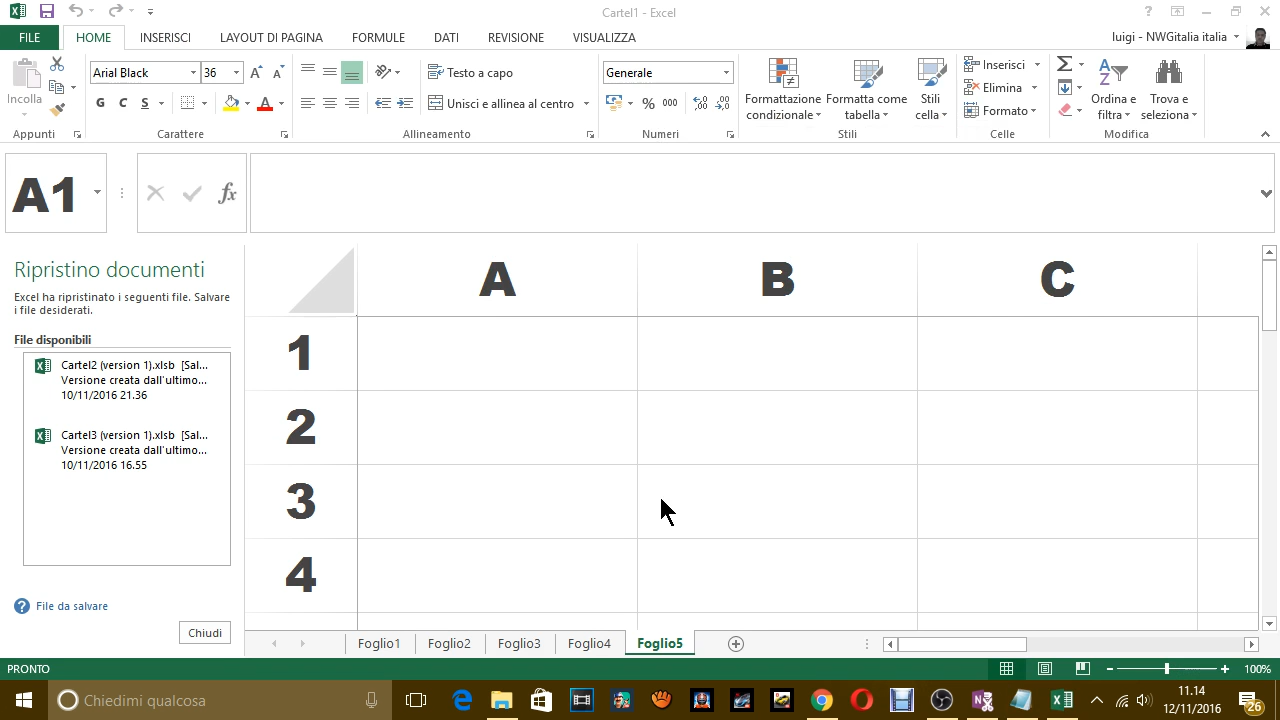 Cartel1 - Excel
FILE HOME INSERISCI LAYOUT DI PAGINA FORMULE DATI REVISIONE VISUALIZZA luigi - NWGitalia italia
Incolla
Appunti
Arial Black 36
G C S A
Carattere
Testo a capo
Unisci e allinea al centro
Allineamento
Generale
% 000
Numeri
Formattazione condizionale
Formatta come tabella
Stili cella
Stili
Inserisci
Elimina
Formato
Celle
Ordina e filtra
Trova e seleziona
Modifica
A1 fx
Ripristino documenti
Excel ha ripristinato i seguenti file. Salvare
i file desiderati.
File disponibili
Cartel2 (version 1).xlsb [Sal...
Versione creata dall'ultimo...
10/11/2016 21.36
Cartel3 (version 1).xlsb [Sal...
Versione creata dall'ultimo...
10/11/2016 16.55
File da salvare
Chiudi
A B C
1
2
3
4
Foglio1 Foglio2 Foglio3 Foglio4 Foglio5
PRONTO 100%
Chiedimi qualcosa
11.14
12/11/2016
26